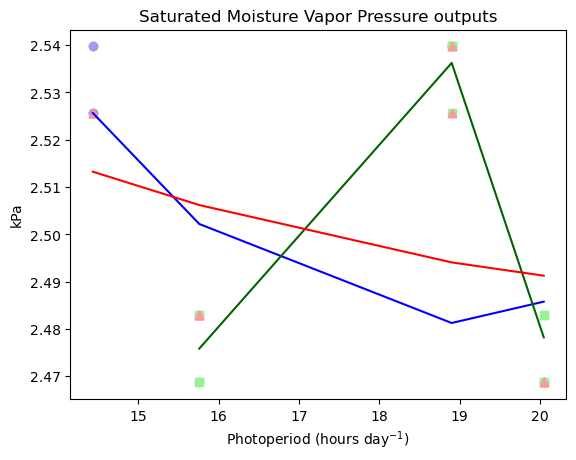 Saturated Moisture Vapor Pressure outputs
2.54
2.53
2.52
2.51
2.50
2.49
2.48
2.47
kPa
15 16 17 18 19 20
Photoperiod (hours day⁻¹)